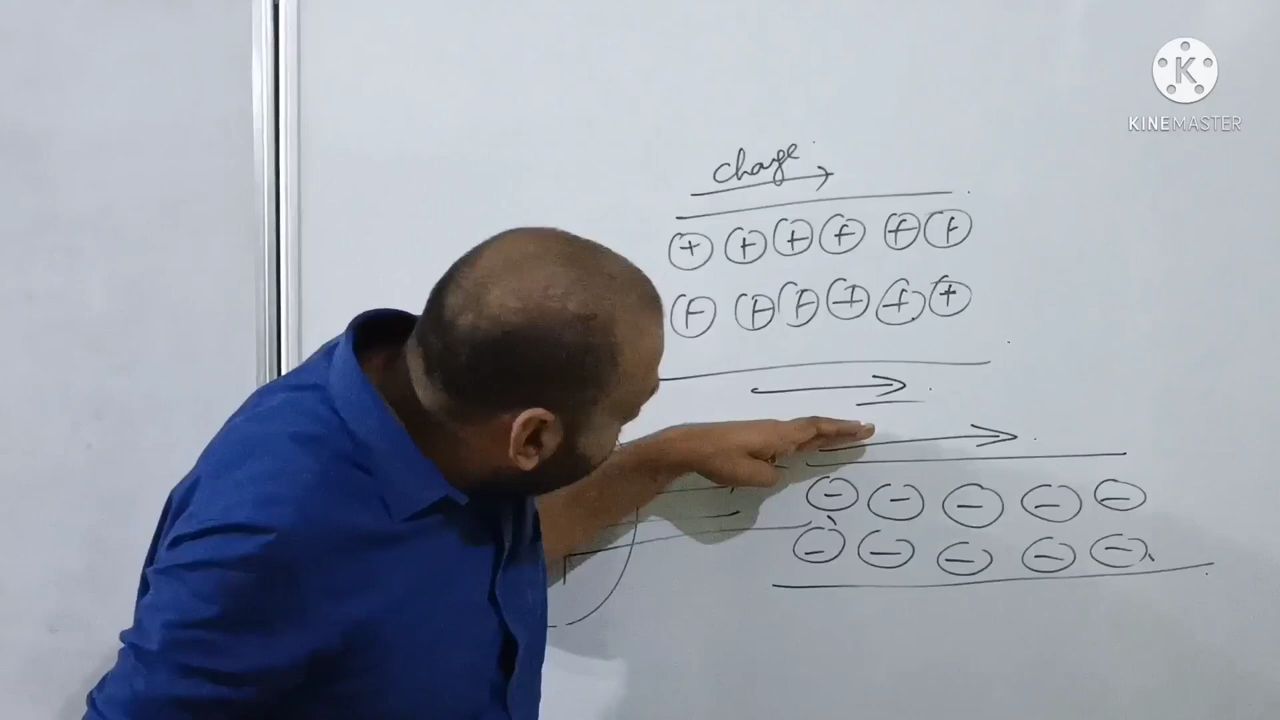 K
KINEMASTER
charge
+ + + + + +
+ + + + + +
- - - - -
- - - - -